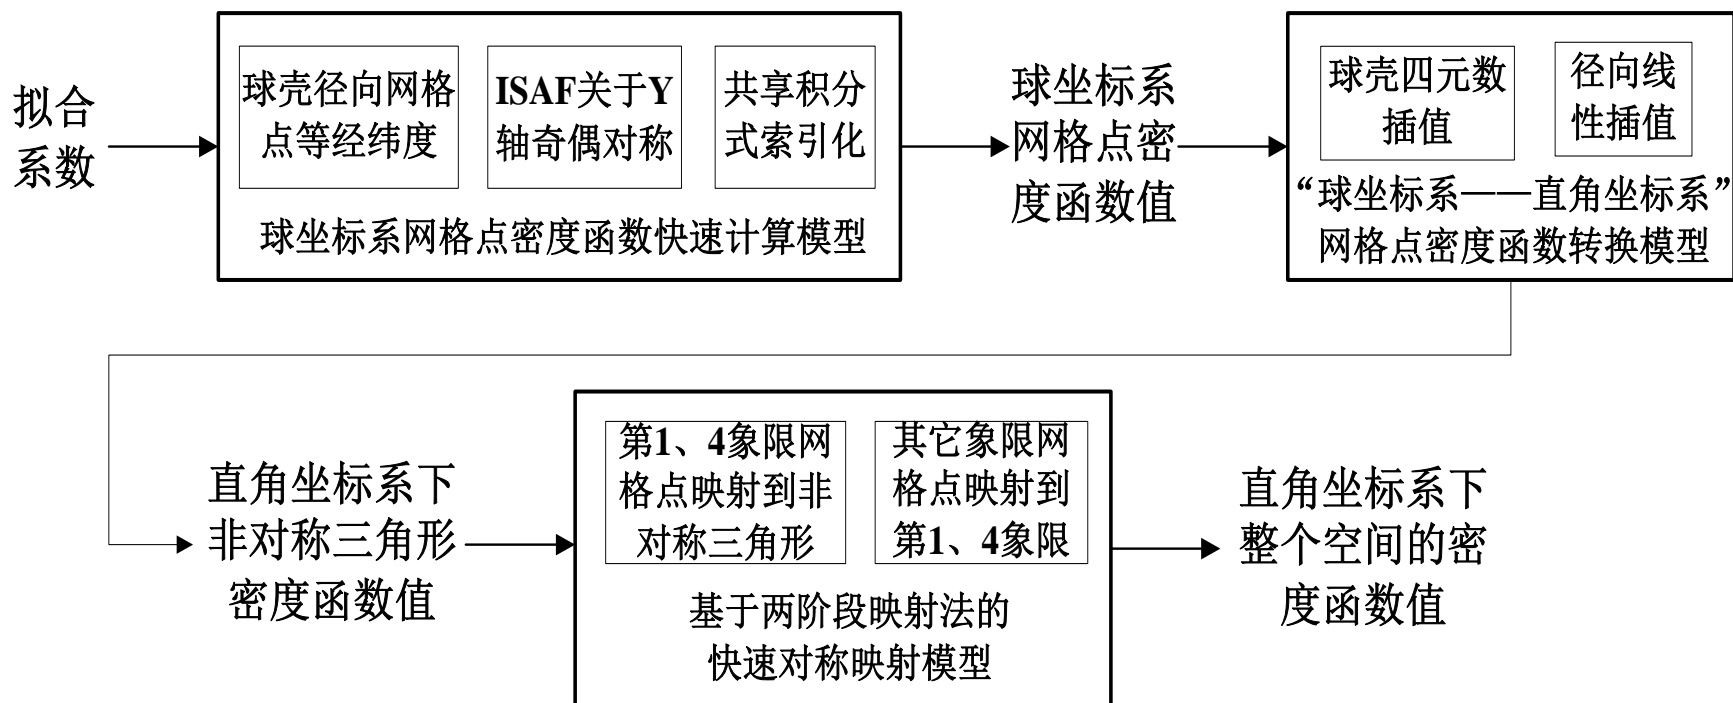 拟合
系数
球壳径向网格
点等经纬度
ISAF关于Y
轴奇偶对称
共享积分
式索引化
球坐标系网格点密度函数快速计算模型
球坐标系
网格点密
度函数值
球壳四元数
插值
径向线
性插值
“球坐标系——直角坐标系”
网格点密度函数转换模型
直角坐标系下
非对称三角形
密度函数值
第1、4象限网
格点映射到非
对称三角形
其它象限网
格点映射到
第1、4象限
基于两阶段映射法的
快速对称映射模型
直角坐标系下
整个空间的密
度函数值